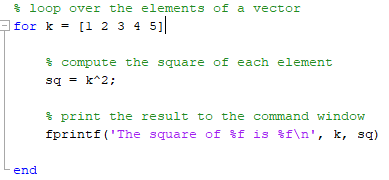 % loop over the elements of a vector
for k = [1 2 3 4 5]
% compute the square of each element
sq = k^2;
% print the result to the command window
fprintf('The square of %f is %f\n', k, sq)
end